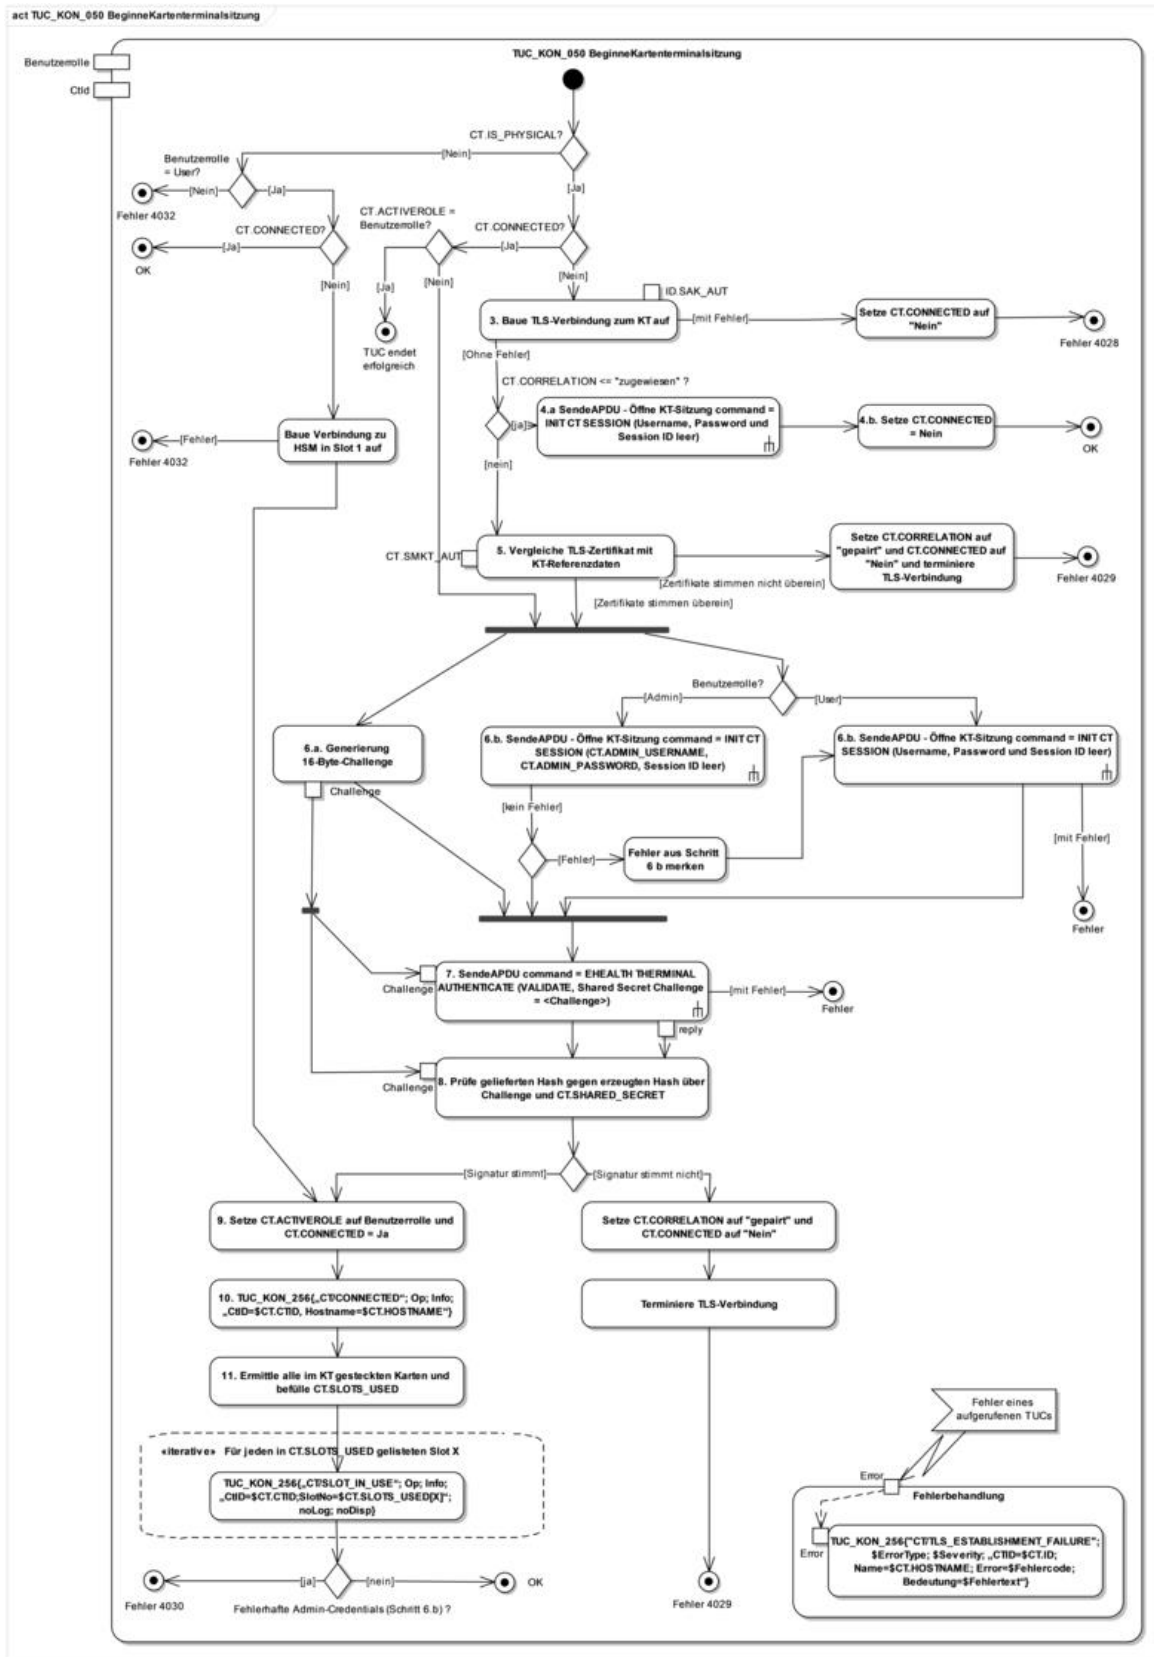 act TUC_KON_050 BeginneKartenterminalsitzung
TUC_KON_050 BeginneKartenterminalsitzung
Benutzerrolle
CtId
CT.IS_PHYSICAL?
[Nein]
[Ja]
Benutzerrolle
= User?
[Nein]
[Ja]
Fehler 4032
CT.CONNECTED?
[Ja]
OK
[Nein]
CT.ACTIVEROLE =
Benutzerrolle?
CT.CONNECTED?
[Ja]
[Nein]
[Ja]
[Nein]
TUC endet
erfolgreich
ID.SAK_AUT
3. Baue TLS-Verbindung zum KT auf
[mit Fehler]
Setze CT.CONNECTED auf
"Nein"
Fehler 4028
[Ohne Fehler]
CT.CORRELATION <= "zugewiesen" ?
[ja]
4.a SendeAPDU - Öffne KT-Sitzung command =
INIT CT SESSION (Username, Password und
Session ID leer)
4.b. Setze CT.CONNECTED
= Nein
OK
[nein]
Baue Verbindung zu
HSM in Slot 1 auf
[Fehler]
Fehler 4032
CT.SMKT_AUT
5. Vergleiche TLS-Zertifikat mit
KT-Referenzdaten
[Zertifikate stimmen nicht überein]
Setze CT.CORRELATION auf
"gepairt" und CT.CONNECTED auf
"Nein" und terminiere
TLS-Verbindung
Fehler 4029
[Zertifikate stimmen überein]
Benutzerrolle?
[Admin]
[User]
6.a. Generierung
16-Byte-Challenge
Challenge
6.b. SendeAPDU - Öffne KT-Sitzung command = INIT CT
SESSION (CT.ADMIN_USERNAME,
CT.ADMIN_PASSWORD, Session ID leer)
6.b. SendeAPDU - Öffne KT-Sitzung command = INIT CT
SESSION (Username, Password und Session ID leer)
[kein Fehler]
[Fehler]
Fehler aus Schritt
6 b merken
[mit Fehler]
Fehler
Challenge
7. SendeAPDU command = EHEALTH THERMINAL
AUTHENTICATE (VALIDATE, Shared Secret Challenge
= <Challenge>)
[mit Fehler]
Fehler
reply
Challenge
8. Prüfe gelieferten Hash gegen erzeugten Hash über
Challenge und CT.SHARED_SECRET
[Signatur stimmt]
[Signatur stimmt nicht]
9. Setze CT.ACTIVEROLE auf Benutzerrolle und
CT.CONNECTED = Ja
Setze CT.CORRELATION auf "gepairt" und
CT.CONNECTED auf "Nein"
10. TUC_KON_256{„CT/CONNECTED“; Op; Info;
„CtID=$CT.CTID, Hostname=$CT.HOSTNAME“}
Terminiere TLS-Verbindung
11. Ermittle alle im KT gesteckten Karten und
befülle CT.SLOTS_USED
«iterative» Für jeden in CT.SLOTS_USED gelisteten Slot X
TUC_KON_256{„CT/SLOT_IN_USE“; Op; Info;
„CtID=$CT.CTID;SlotNo=$CT.SLOTS_USED[X]“;
noLog; noDisp}
[ja]
[nein]
OK
Fehler 4030
Fehlerhafte Admin-Credentials (Schritt 6.b) ?
Fehler 4029
Fehler eines
aufgerufenen TUCs
Error
Fehlerbehandlung
Error
TUC_KON_256{"CT/TLS_ESTABLISHMENT_FAILURE";
$ErrorType; $Severity; „CTID=$CT.ID;
Name=$CT.HOSTNAME; Error=$Fehlercode;
Bedeutung=$Fehlertext“}